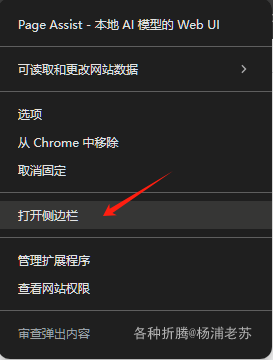 Page Assist - 本地 AI 模型的 Web UI
可读取和更改网站数据
选项
从 Chrome 中移除
取消固定
打开侧边栏
管理扩展程序
查看网站权限
审查弹出内容
各种折腾@杨浦老苏